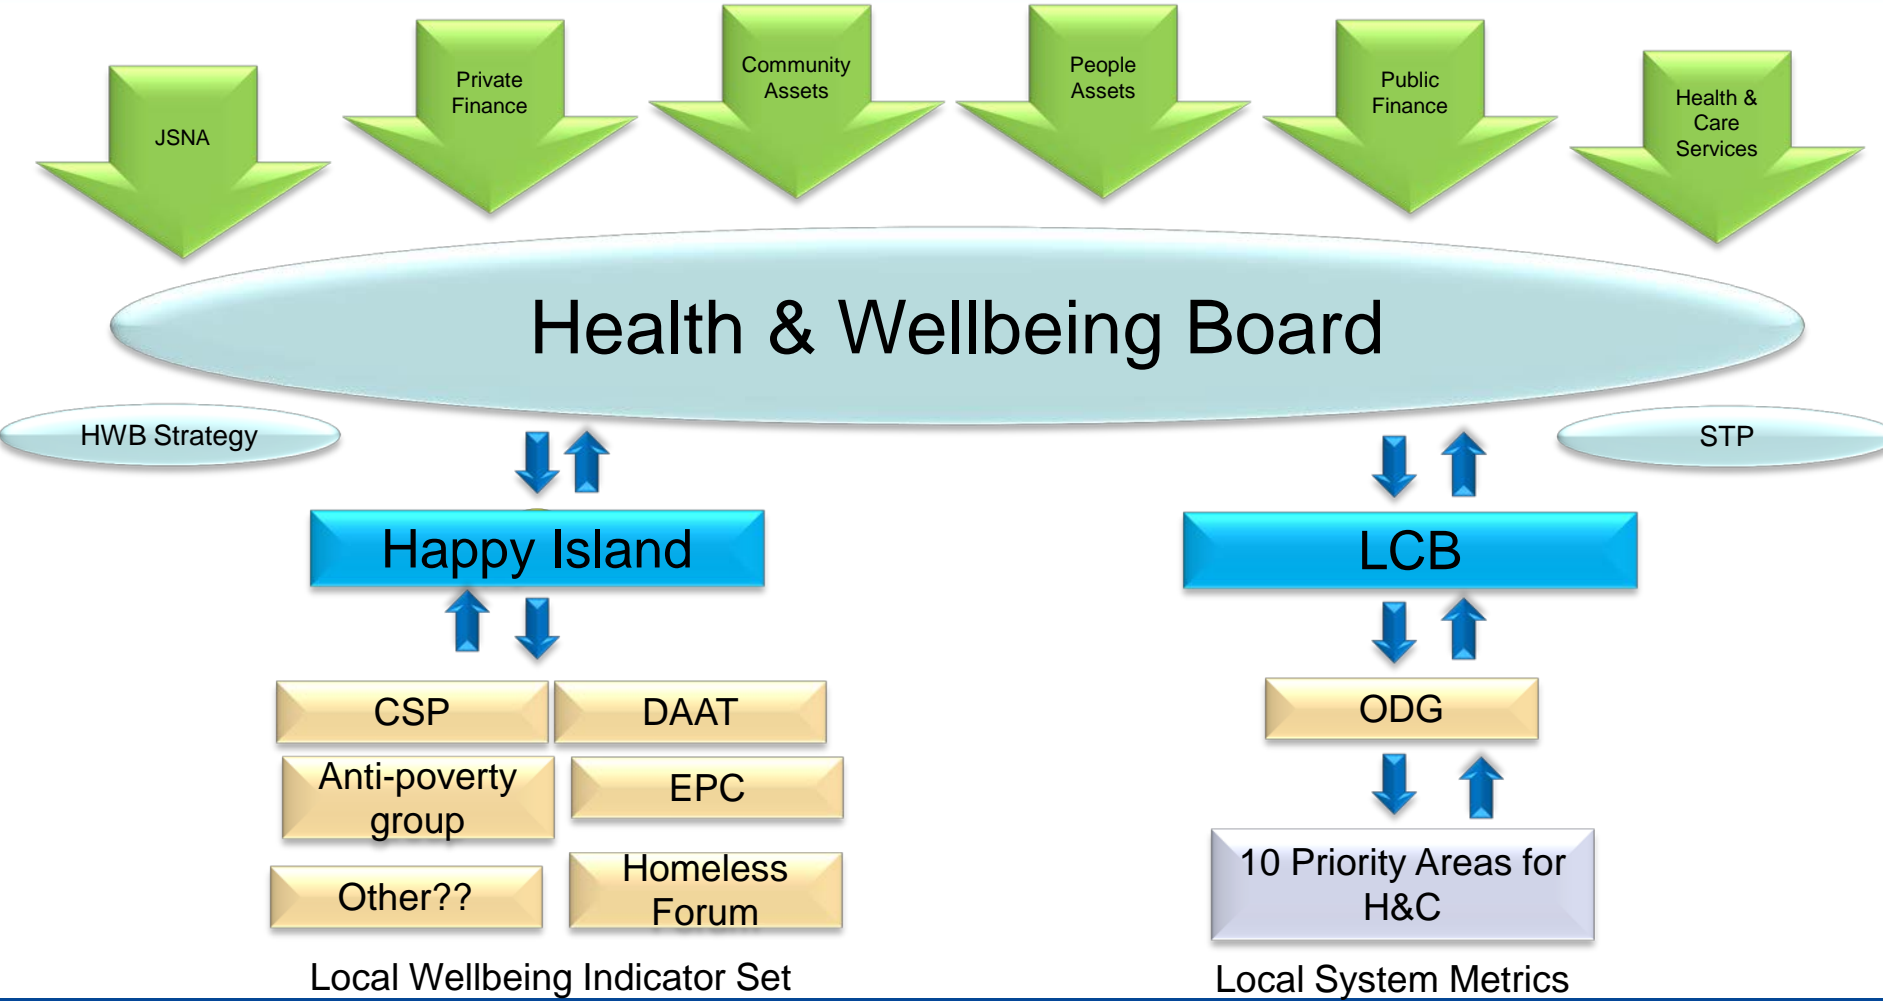 JSNA
Private
Finance
Community
Assets
People
Assets
Public
Finance
Health &
Care
Services
Health & Wellbeing Board
HWB Strategy
STP
Happy Island
LCB
CSP
DAAT
ODG
Anti-poverty
group
EPC
Other??
Homeless
Forum
10 Priority Areas for
H&C
Local Wellbeing Indicator Set
Local System Metrics